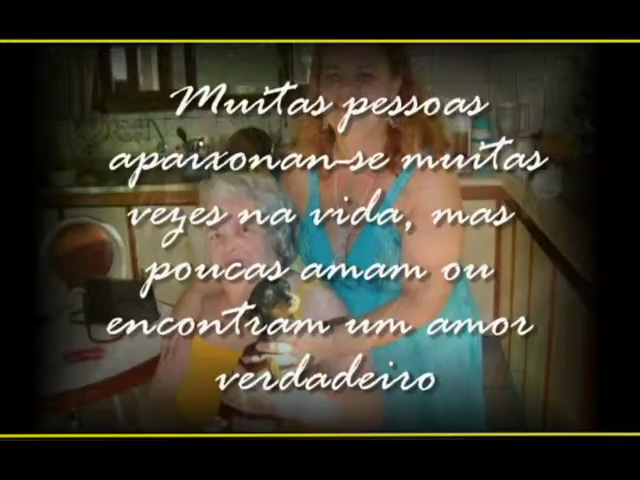 Muitas pessoas
apaixonan-se muitas
vezes na vida, mas
poucas amam ou
encontram um amor
verdadeiro